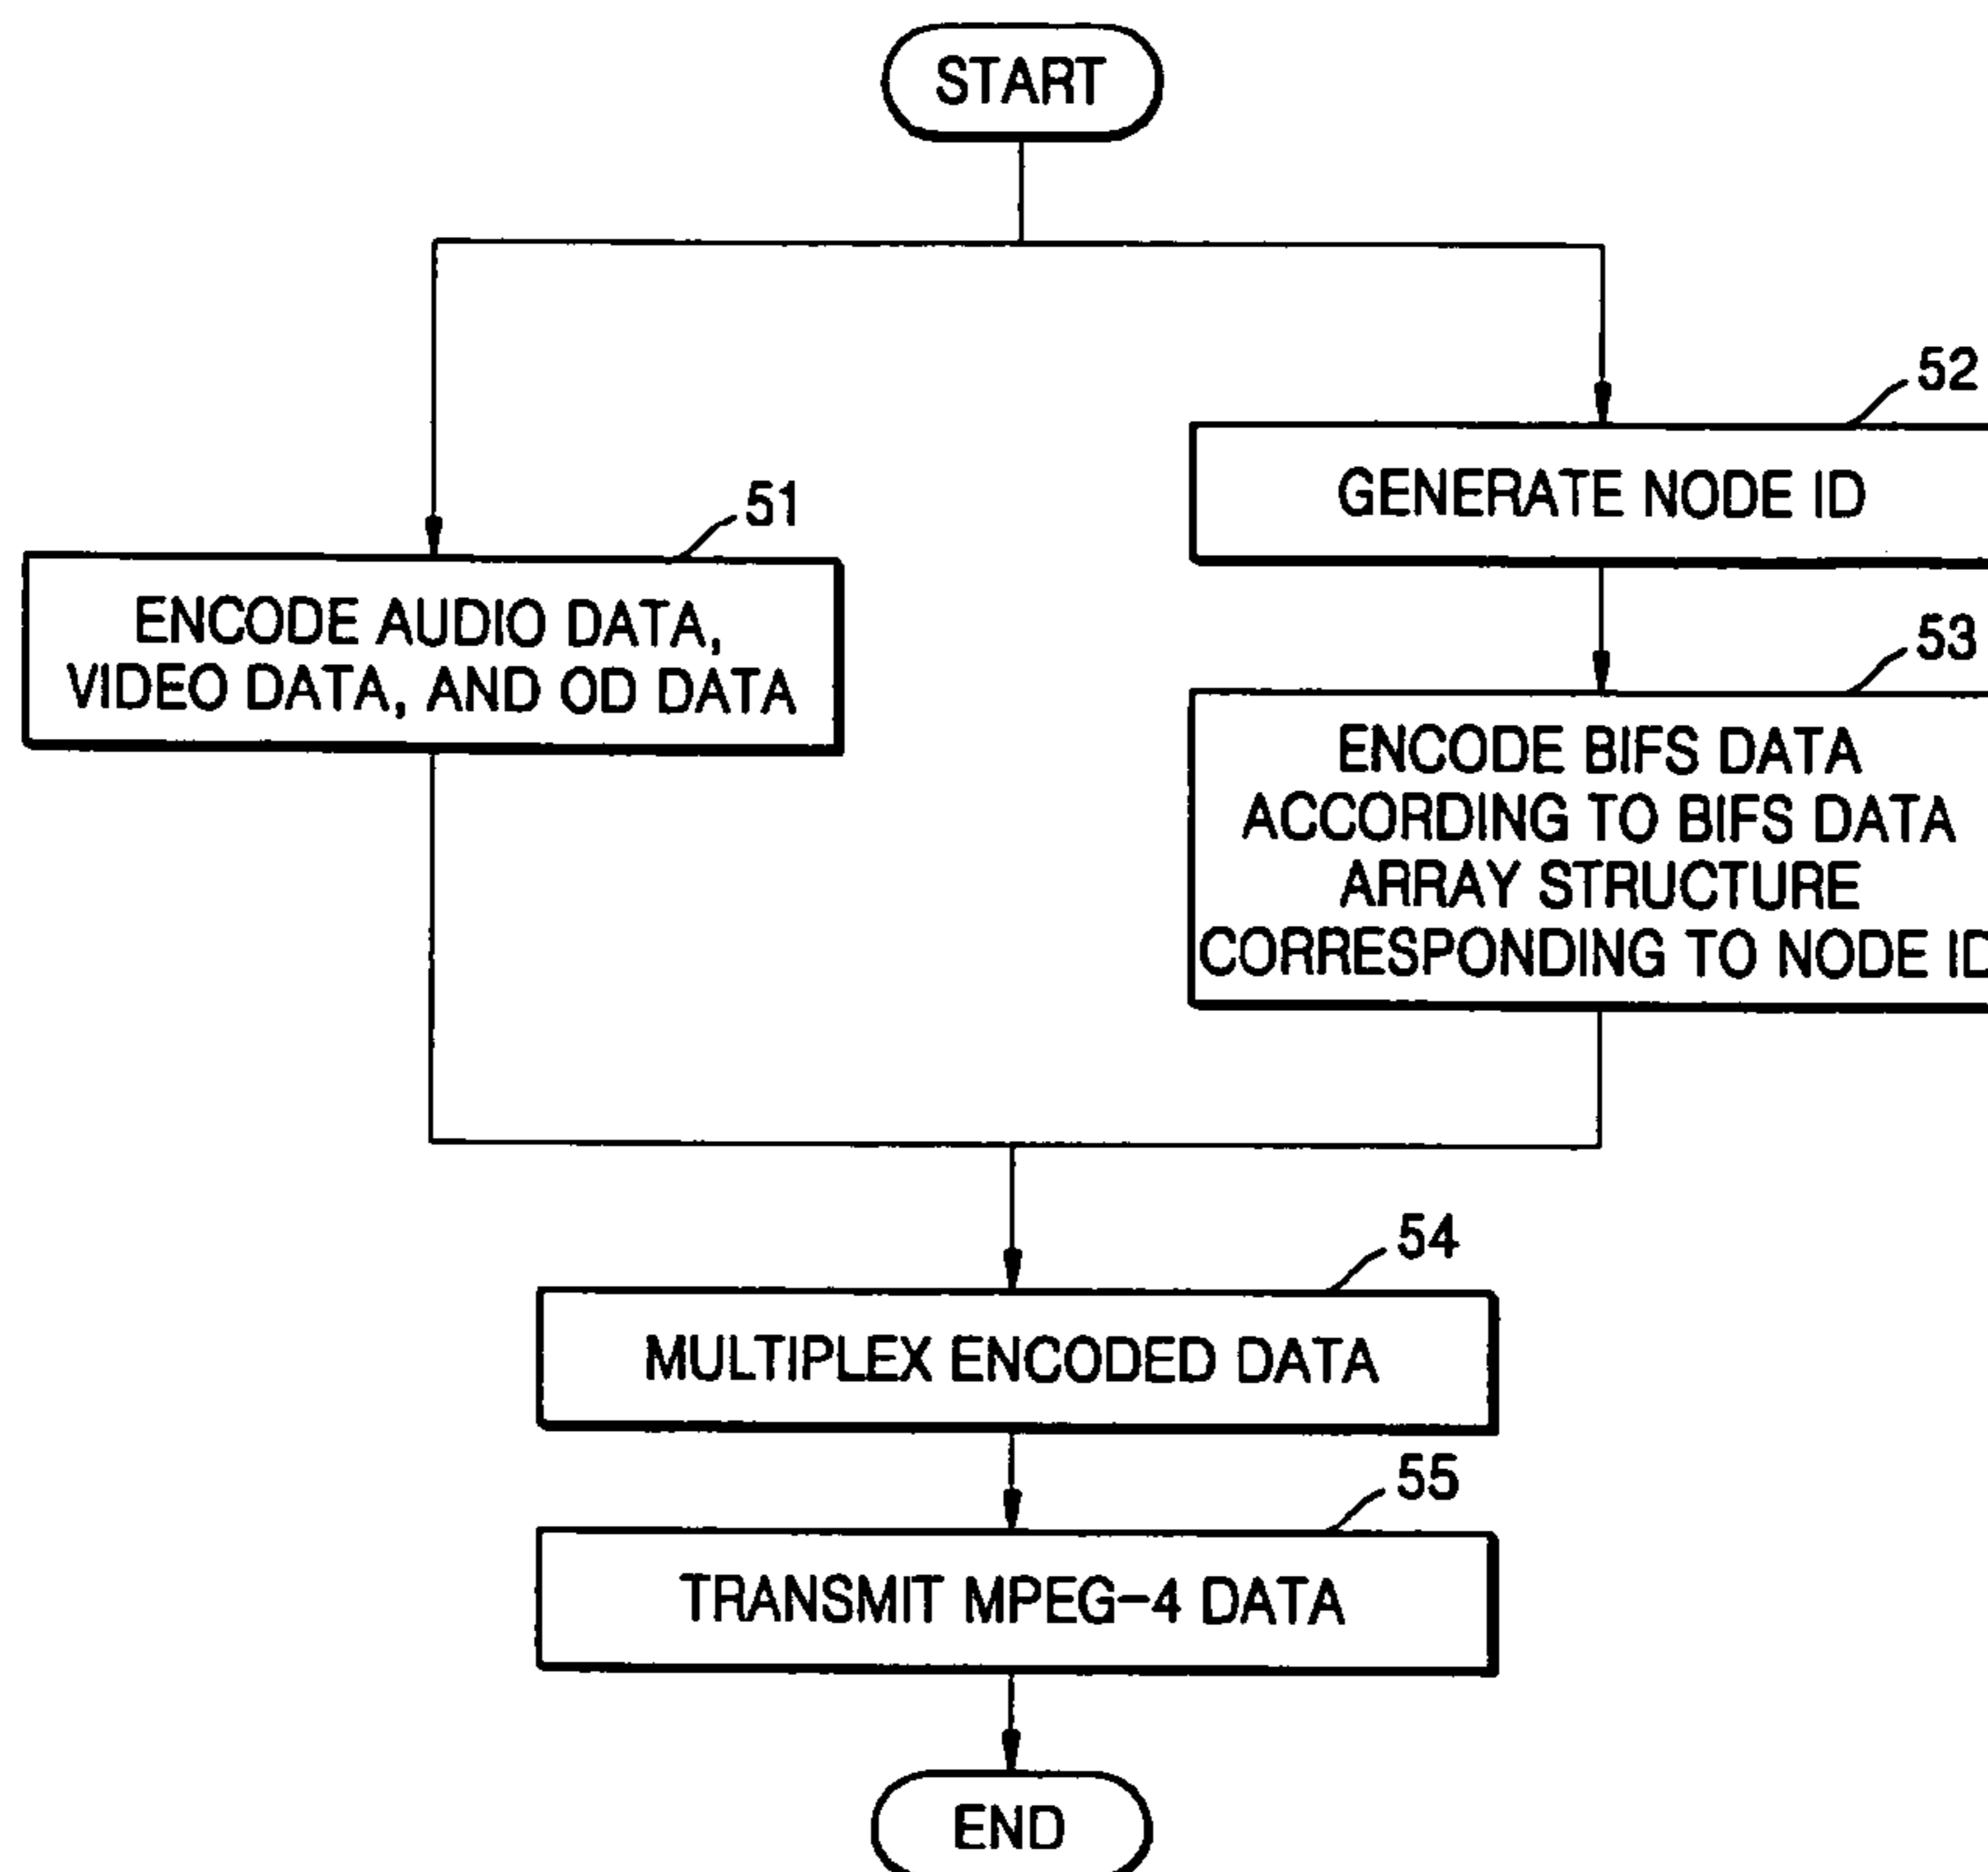 START
52
GENERATE NODE ID
51
ENCODE AUDIO DATA,
VIDEO DATA, AND OD DATA
53
ENCODE BIFS DATA
ACCORDING TO BIFS DATA
ARRAY STRUCTURE
CORRESPONDING TO NODE ID
54
MULTIPLEX ENCODED DATA
55
TRANSMIT MPEG-4 DATA
END